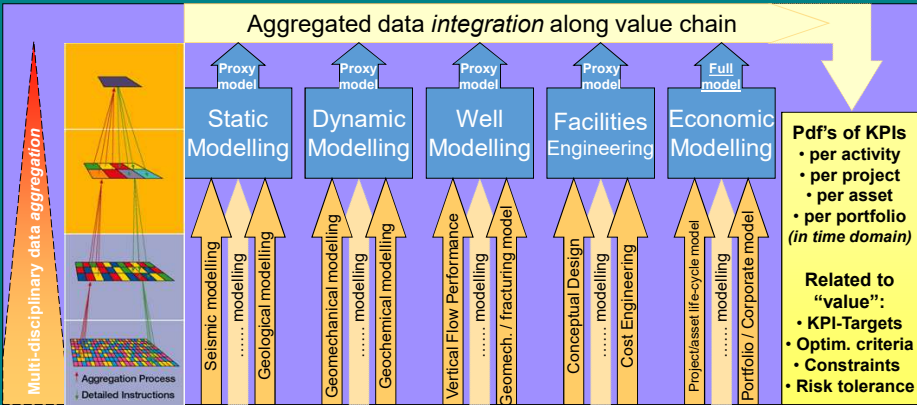 Aggregated data integration along value chain
Multi-disciplinary data aggregation
Aggregation Process
Detailed Instructions
Proxy
model
Static
Modelling
Seismic modelling
...... modelling
Geological modelling
Proxy
model
Dynamic
Modelling
Geomechanical modelling
...... modelling
Geochemical modelling
Proxy
model
Well
Modelling
Vertical Flow Performance
...... modelling
Geomech. / fracturing model
Proxy
model
Facilities
Engineering
Conceptual Design
...... modelling
Cost Engineering
Full
model
Economic
Modelling
Project/asset life-cycle model
...... modelling
Portfolio / Corporate model
Pdf's of KPIs
• per activity
• per project
• per asset
• per portfolio
(in time domain)
Related to
“value”:
• KPI-Targets
• Optim. criteria
• Constraints
• Risk tolerance